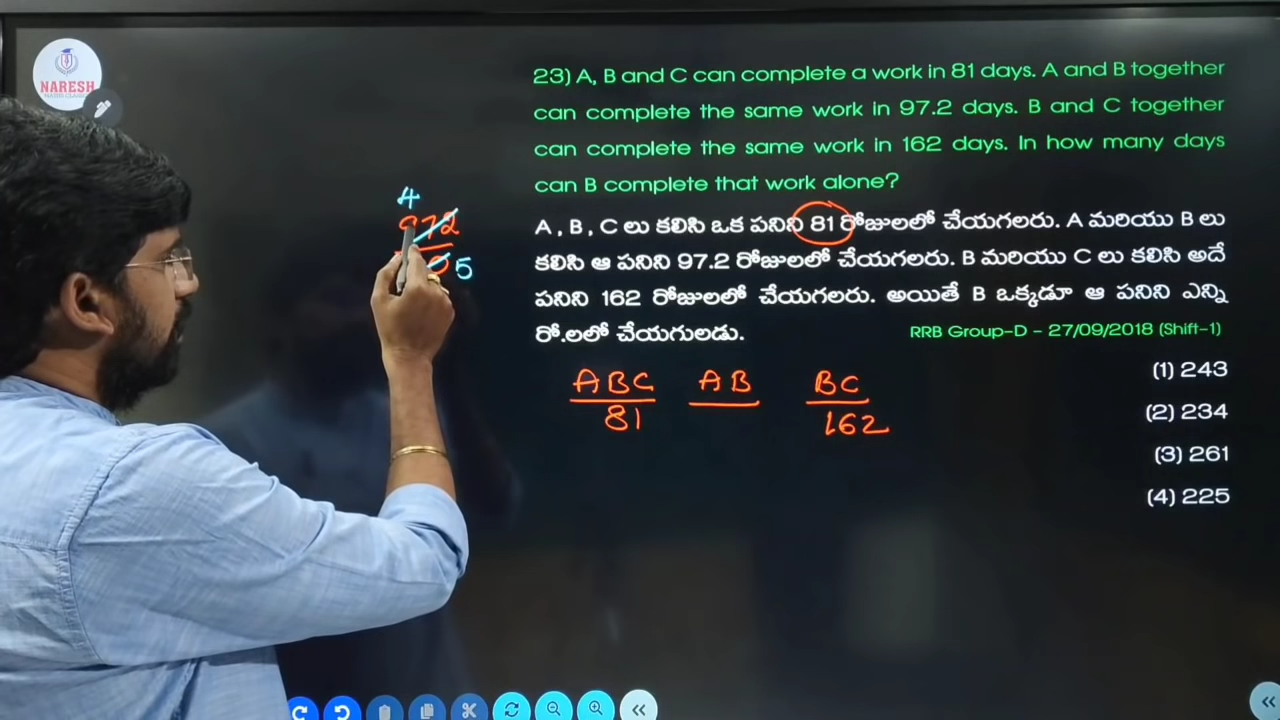 NARESH
23) A, B and C can complete a work in 81 days. A and B together
can complete the same work in 97.2 days. B and C together
can complete the same work in 162 days. In how many days
can B complete that work alone?
A, B, C లు కలిసి ఒక పనిని 81 రోజులలో చేయగలరు. A మరియు B లు
కలిసి ఆ పనిని 97.2 రోజులలో చేయగలరు. B మరియు C లు కలిసి అదే
పనిని 162 రోజులలో చేయగలరు. అయితే B ఒక్కడూ ఆ పనిని ఎన్ని
రో.లలో చేయగులడు.
RRB Group-D - 27/09/2018 (Shift-1)
(1) 243
(2) 234
(3) 261
(4) 225
4
972
5
ABC AB BC
81 162